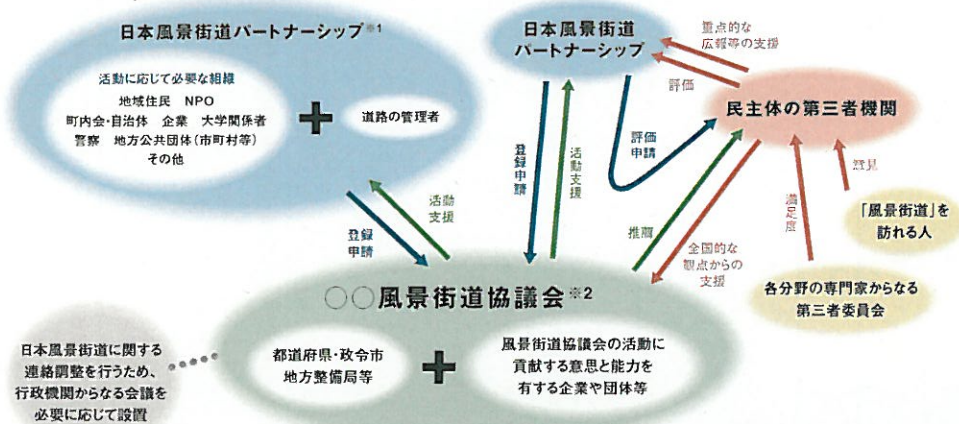 日本風景街道パートナーシップ※1
活動に応じて必要な組織
地域住民 NPO
町内会・自治体 企業 大学関係者
警察 地方公共団体(市町村等)
その他
+
道路の管理者
日本風景街道
パートナーシップ
重点的な
広報等の支援
評価
民主体の第三者機関
登録
申請
活動
支援
登録申請
活動支援
評価
申請
推薦
全国的な
観点からの
支援
満足度
意見
「風景街道」を
訪れる人
各分野の専門家からなる
第三者委員会
○○風景街道協議会※2
都道府県・政令市
地方整備局等
+
風景街道協議会の活動に
貢献する意思と能力を
有する企業や団体等
日本風景街道に関する
連絡調整を行うため、
行政機関からなる会議を
必要に応じて設置